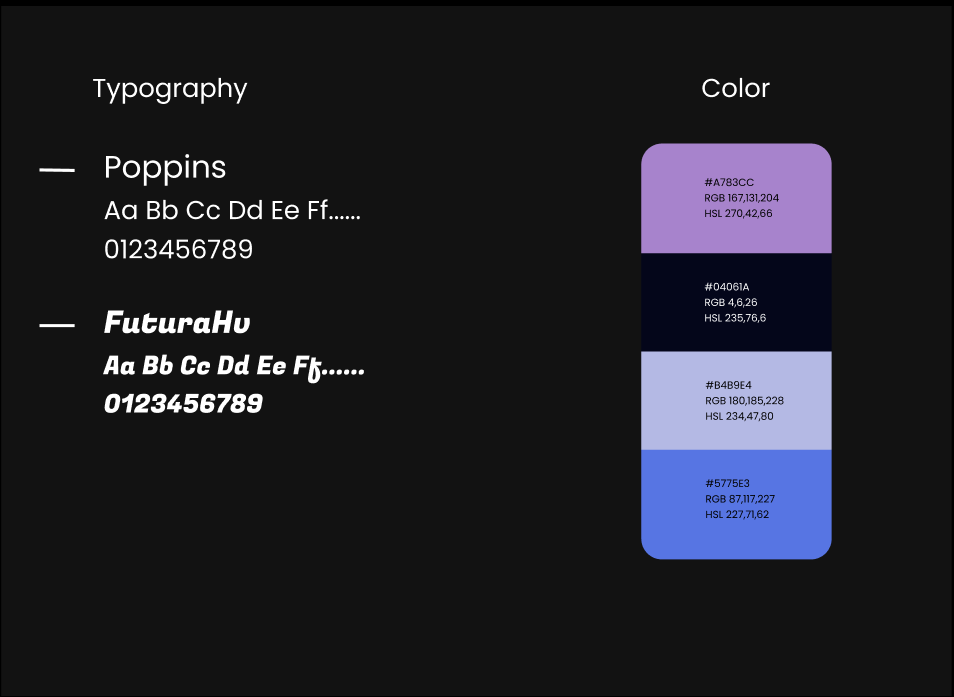 Typography
Poppins
Aa Bb Cc Dd Ee Ff......
0123456789
FuturaHv
Aa Bb Cc Dd Ee Ff......
0123456789
Color
#A783CC
RGB 167,131,204
HSL 270,42,66
#04061A
RGB 4,6,26
HSL 235,76,6
#B4B9E4
RGB 180,185,228
HSL 234,47,80
#5775E3
RGB 87,117,227
HSL 227,71,62